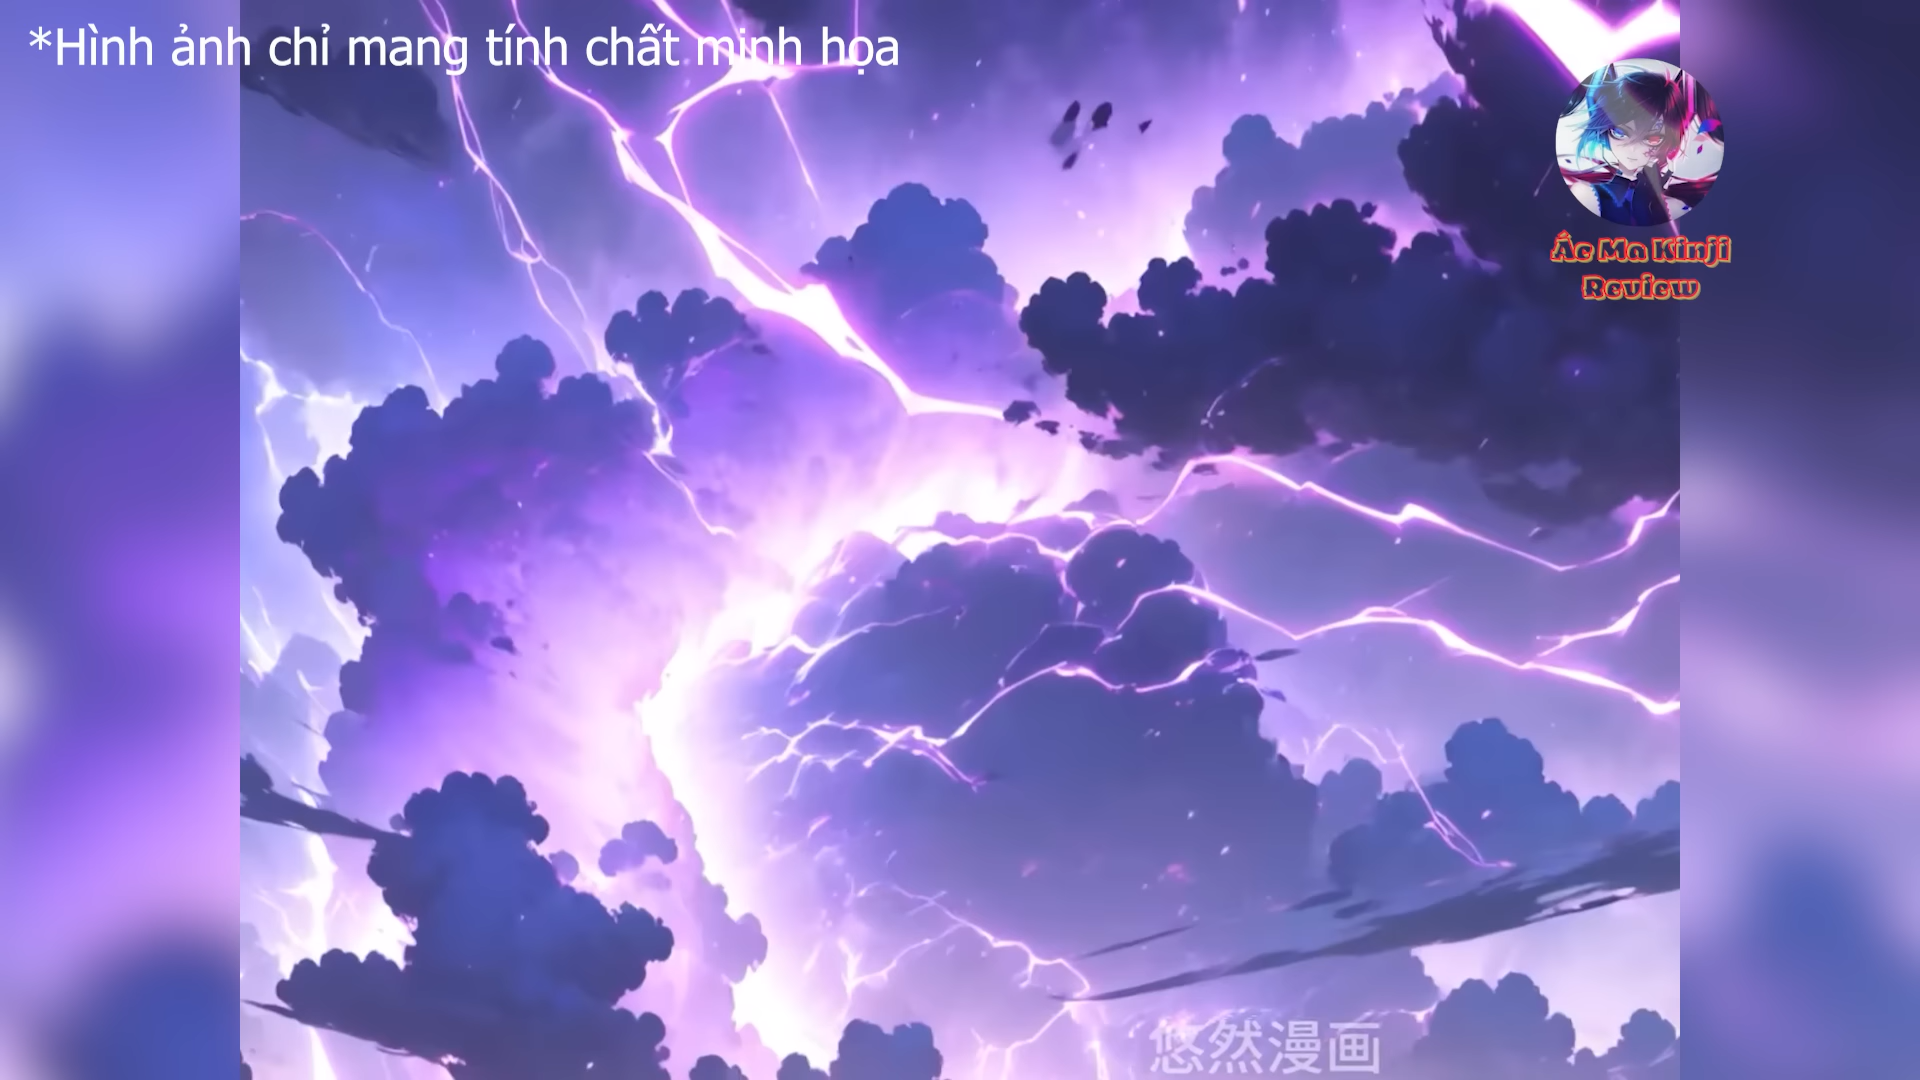 *Hình ảnh chỉ mang tính chất minh họa
Ác Ma Kinji
Review
悠然漫画